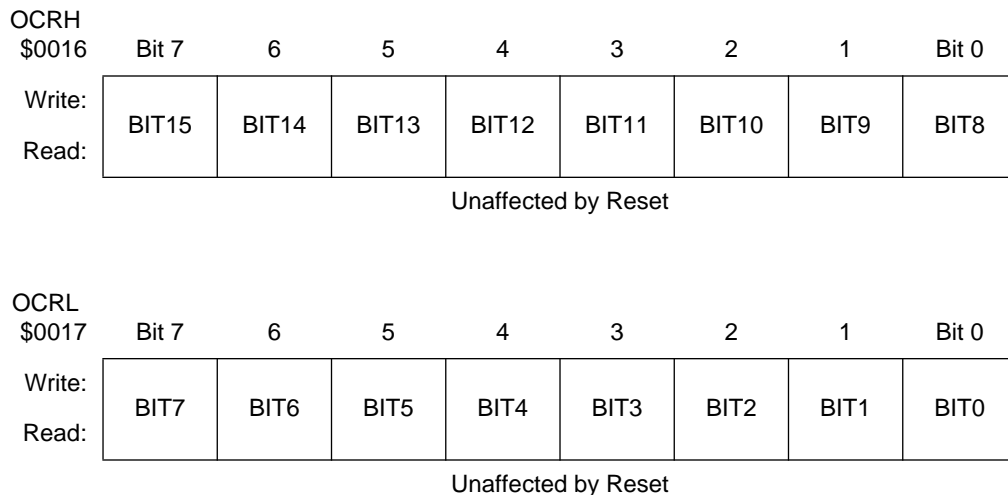 OCRH
$0016 Bit 7 6 5 4 3 2 1 Bit 0
Write:
BIT15 BIT14 BIT13 BIT12 BIT11 BIT10 BIT9 BIT8
Read:
Unaffected by Reset
OCRL
$0017 Bit 7 6 5 4 3 2 1 Bit 0
Write:
BIT7 BIT6 BIT5 BIT4 BIT3 BIT2 BIT1 BIT0
Read:
Unaffected by Reset